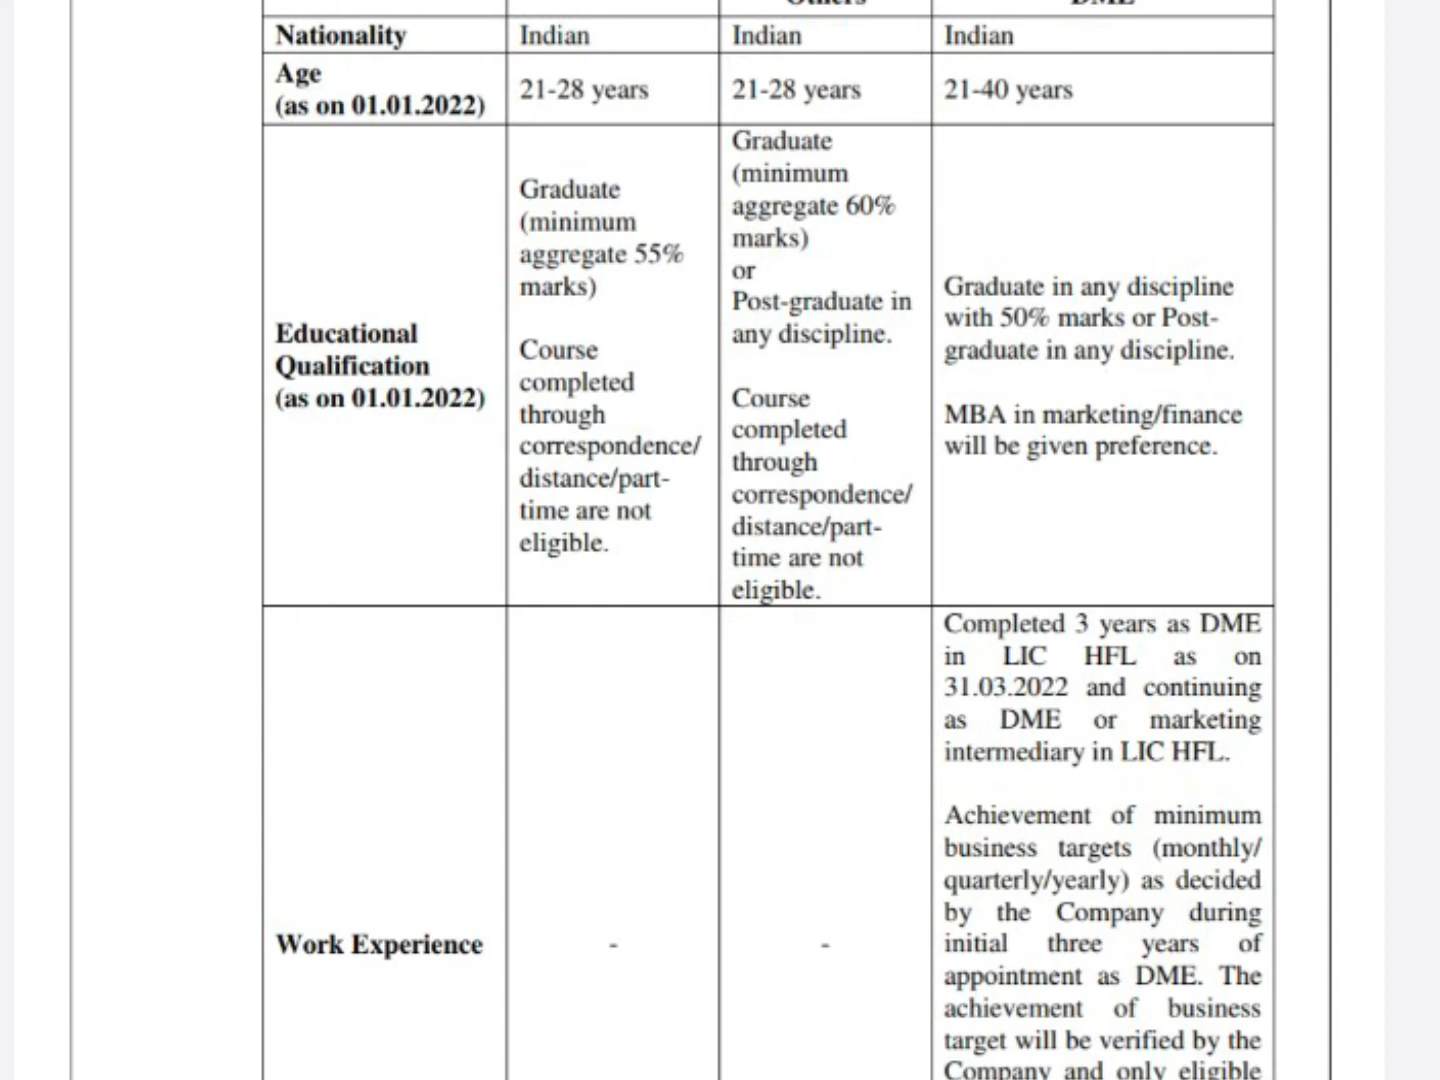 Others DME
Nationality Indian Indian Indian
Age
(as on 01.01.2022) 21-28 years 21-28 years 21-40 years
Educational
Qualification
(as on 01.01.2022)
Graduate
(minimum
aggregate 55%
marks)
Course
completed
through
correspondence/
distance/part-
time are not
eligible.
Graduate
(minimum
aggregate 60%
marks)
or
Post-graduate in
any discipline.
Course
completed
through
correspondence/
distance/part-
time are not
eligible.
Graduate in any discipline
with 50% marks or Post-
graduate in any discipline.
MBA in marketing/finance
will be given preference.
Work Experience - -
Completed 3 years as DME
in LIC HFL as on
31.03.2022 and continuing
as DME or marketing
intermediary in LIC HFL.
Achievement of minimum
business targets (monthly/
quarterly/yearly) as decided
by the Company during
initial three years of
appointment as DME. The
achievement of business
target will be verified by the
Company and only eligible